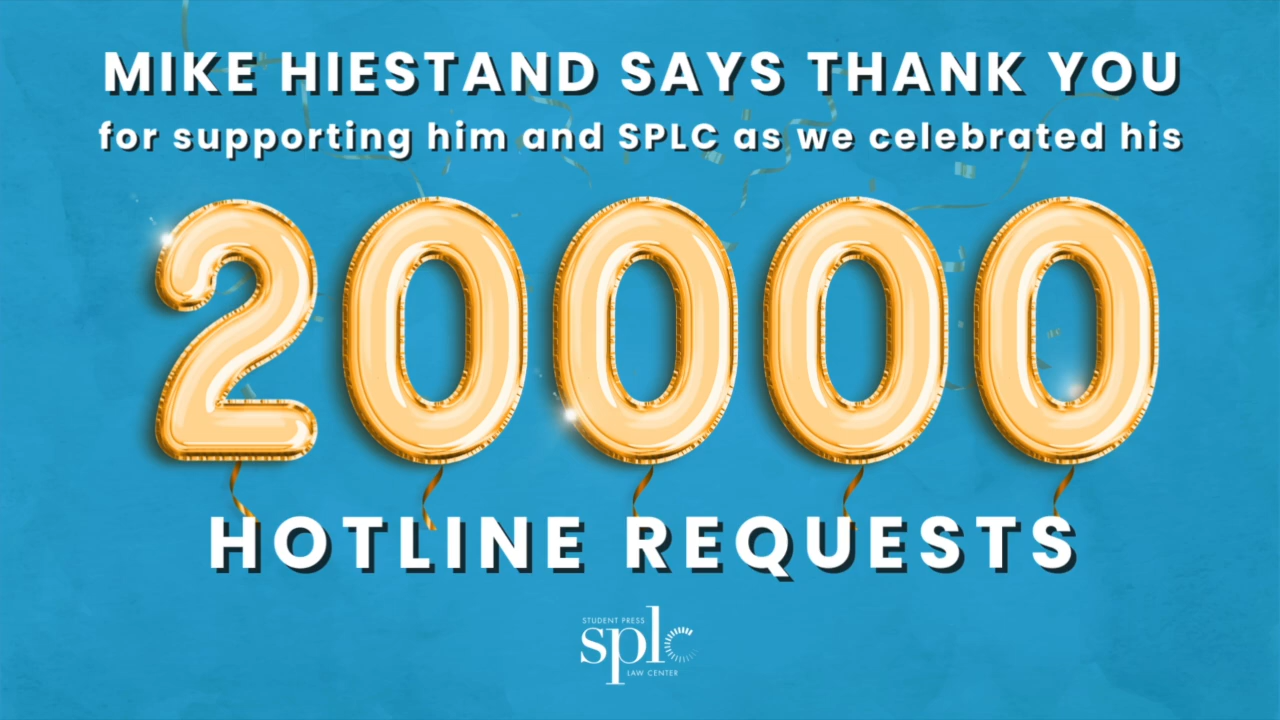 MIKE HIESTAND SAYS THANK YOU
for supporting him and SPLC as we celebrated his
20000
HOTLINE REQUESTS
STUDENT PRESS
splc
LAW CENTER